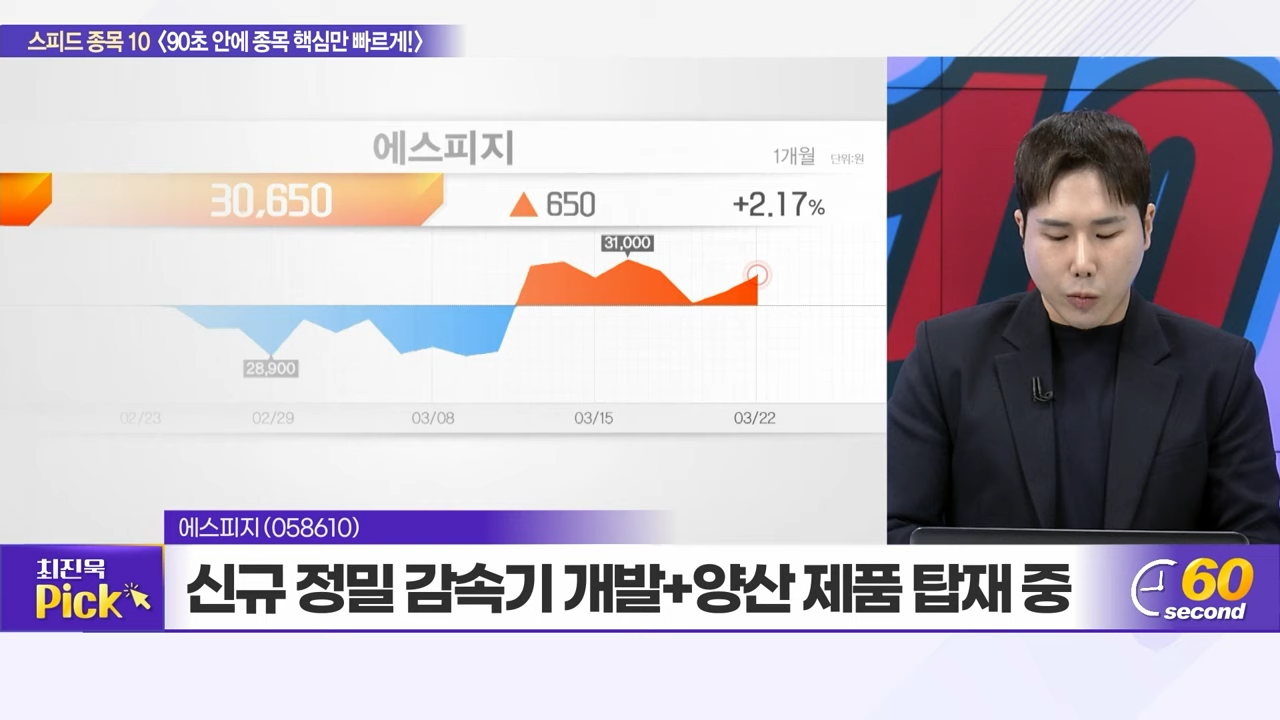 스피드 종목 10 〈90초 안에 종목 핵심만 빠르게!〉
에스피지
1개월 단위:원
30,650 ▲ 650 +2.17%
31,000
28,900
02/23 02/29 03/08 03/15 03/22
에스피지(058610)
최진욱
Pick
신규 정밀 감속기 개발+양산 제품 탑재 중
60
second
10